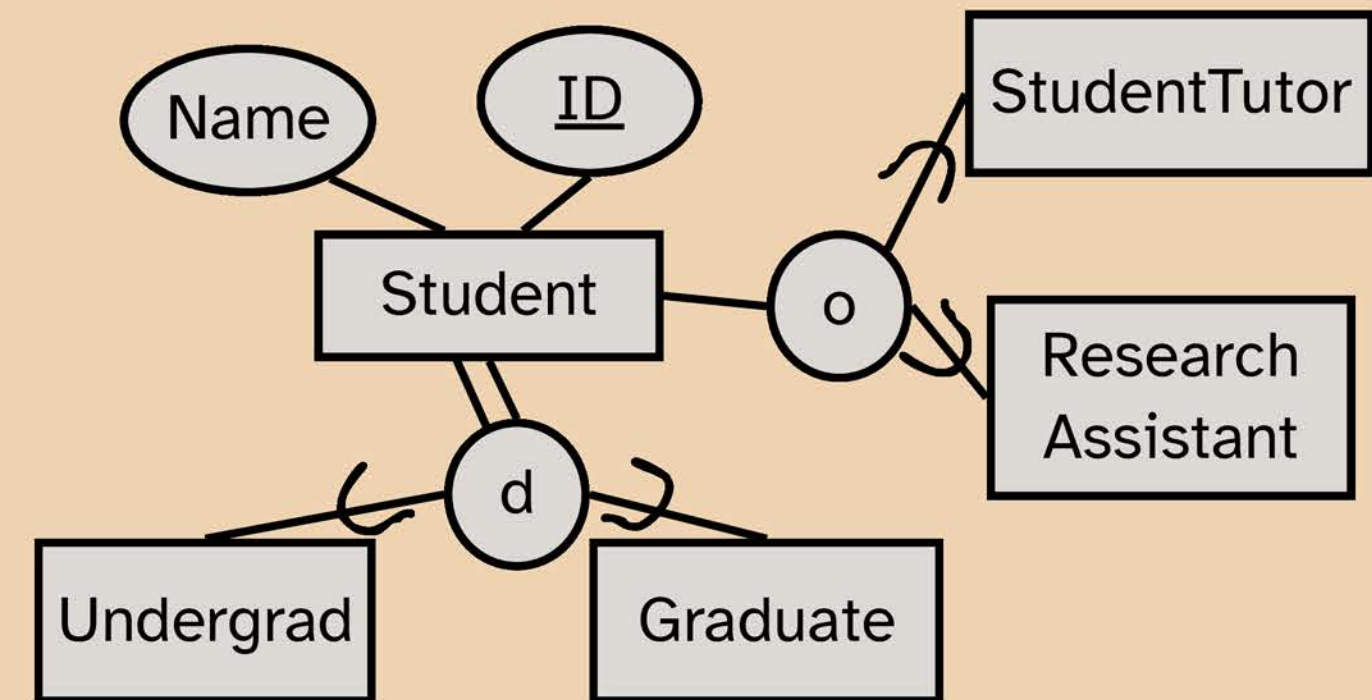 Name
ID
StudentTutor
Student
o
Research
Assistant
d
Undergrad
Graduate